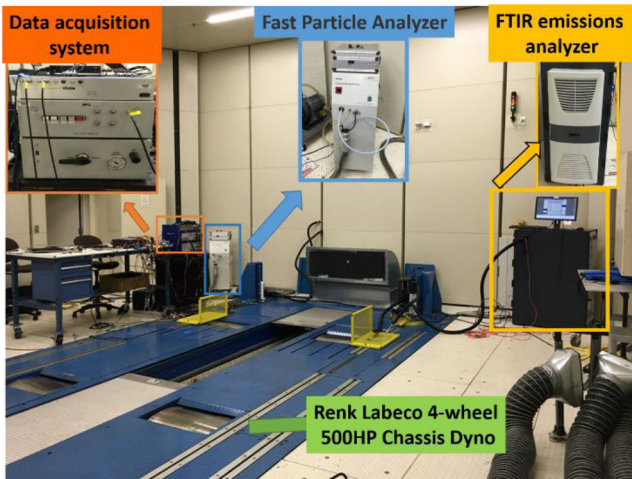 Data acquisition
system
Fast Particle Analyzer
FTIR emissions
analyzer
Renk Labeco 4-wheel
500HP Chassis Dyno